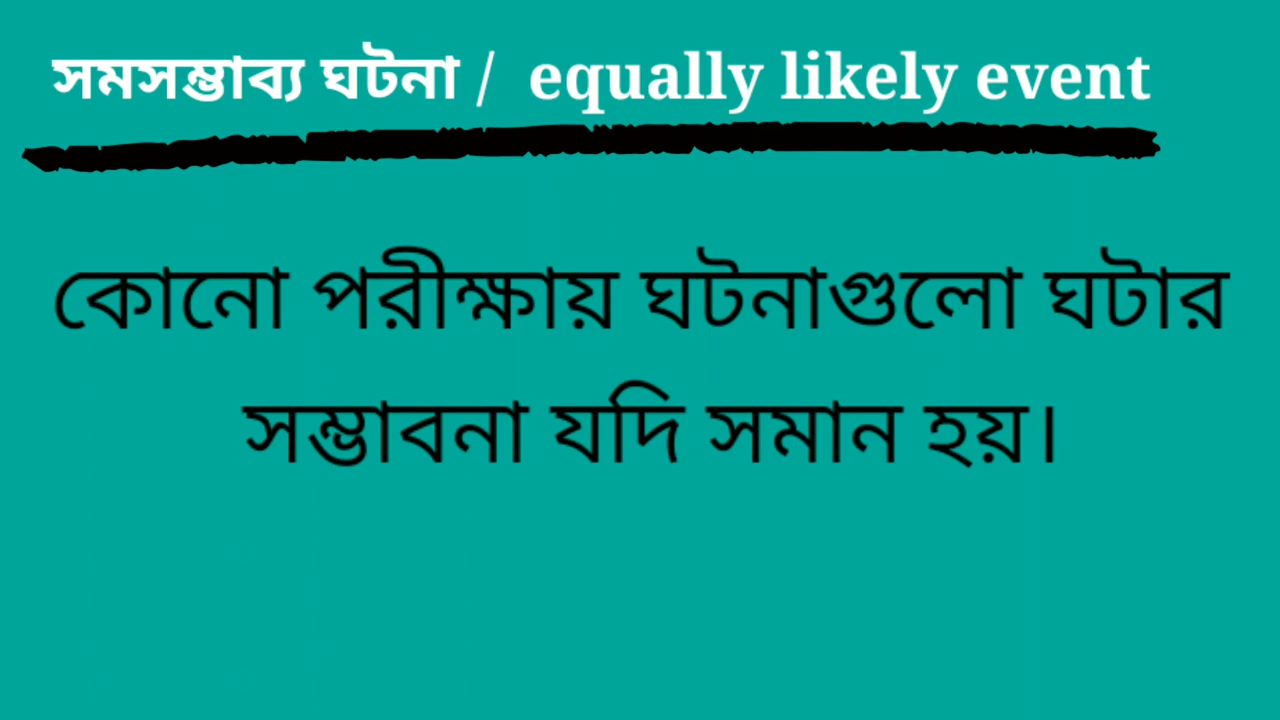 সমসম্ভাব্য ঘটনা / equally likely event
কোনো পরীক্ষায় ঘটনাগুলো ঘটার
সম্ভাবনা যদি সমান হয়।